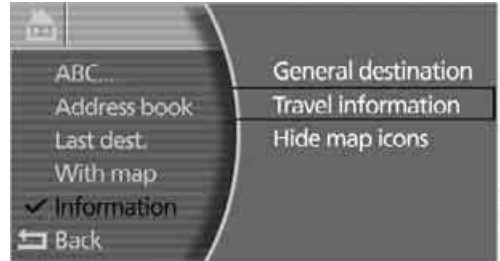 ABC...
Address book
Last dest.
With map
Information
Back
General destination
Travel information
Hide map icons